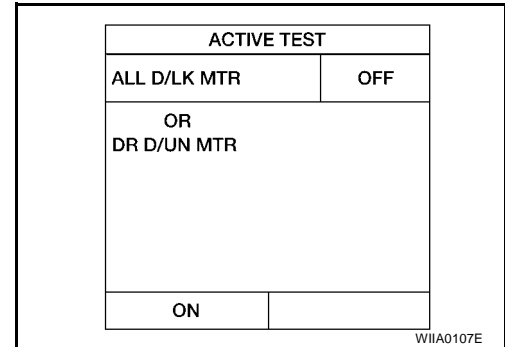 ACTIVE TEST
ALL D/LK MTR OFF
OR
DR D/UN MTR
ON
WIIA0107E